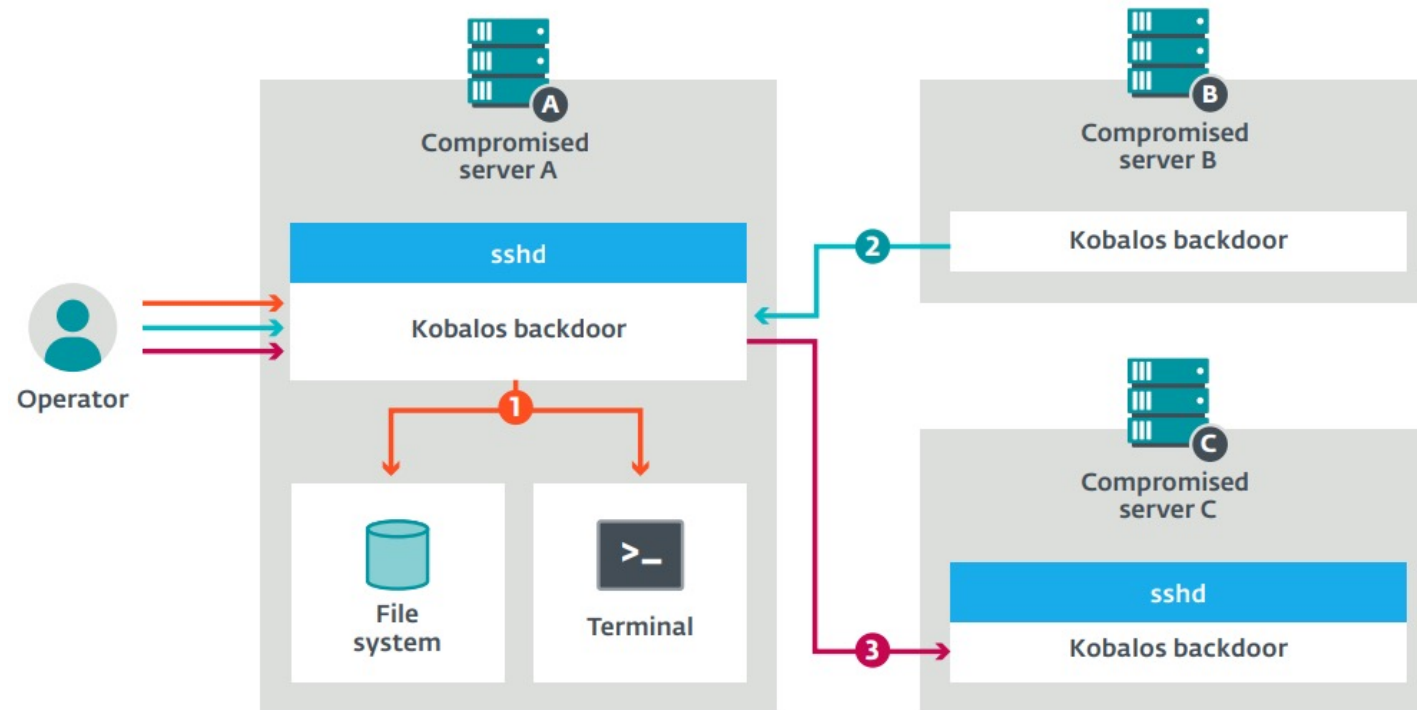 A
Compromised
server A
sshd
Kobalos backdoor
Operator
1
File
system
>_
Terminal
B
Compromised
server B
Kobalos backdoor
2
C
Compromised
server C
sshd
Kobalos backdoor
3